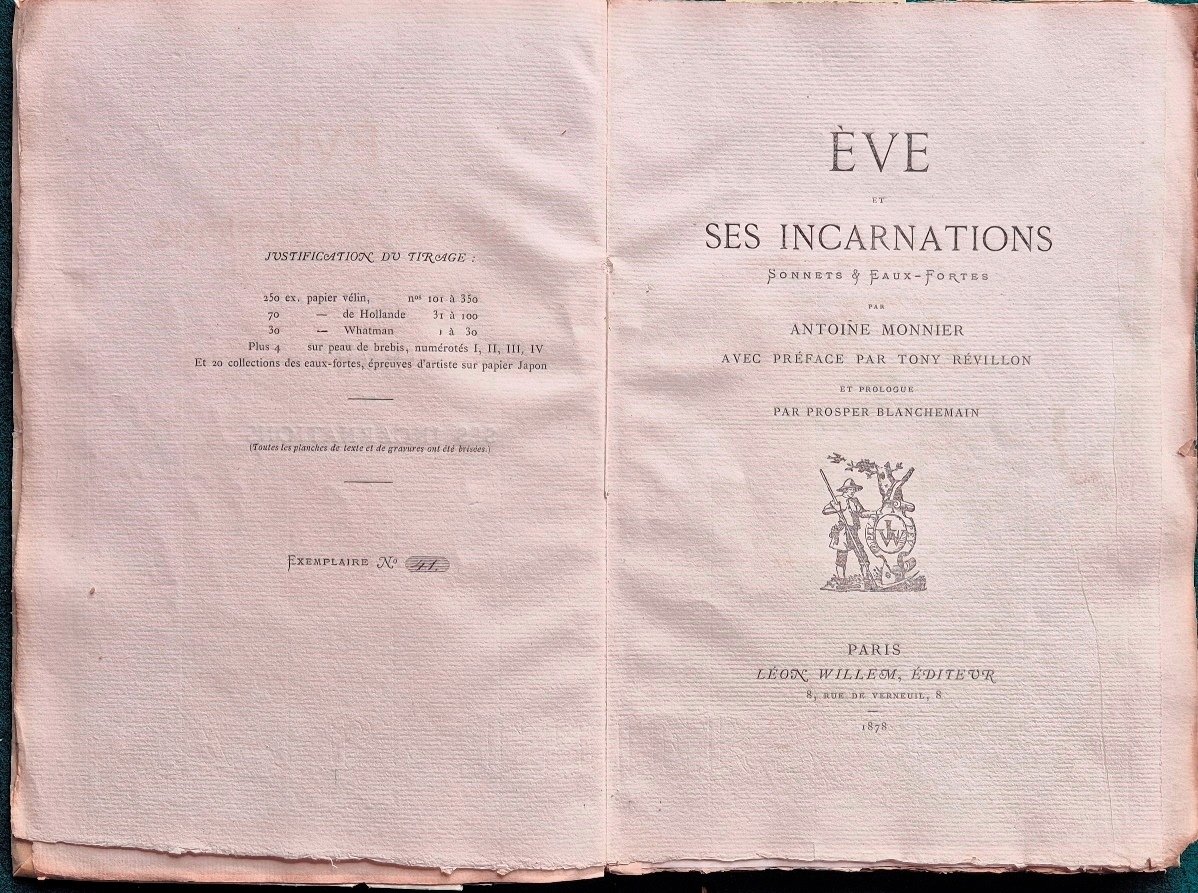 JUSTIFICATION DU TIRAGE :
250 ex. papier vélin, nos 101 à 350
70 — de Hollande 31 à 100
30 — Whatman 1 à 30
Plus 4 sur peau de brebis, numérotés I, II, III, IV
Et 20 collections des eaux-fortes, épreuves d'artiste sur papier Japon
(Toutes les planches de texte et de gravures ont été brisées.)
EXEMPLAIRE No 41.
ÈVE
ET
SES INCARNATIONS
SONNETS & EAUX-FORTES
PAR
ANTOINE MONNIER
AVEC PRÉFACE PAR TONY RÉVILLON
ET PROLOGUE
PAR PROSPER BLANCHEMAIN
PARIS
LÉON WILLEM, ÉDITEUR
8, RUE DE VERNEUIL, 8
1878